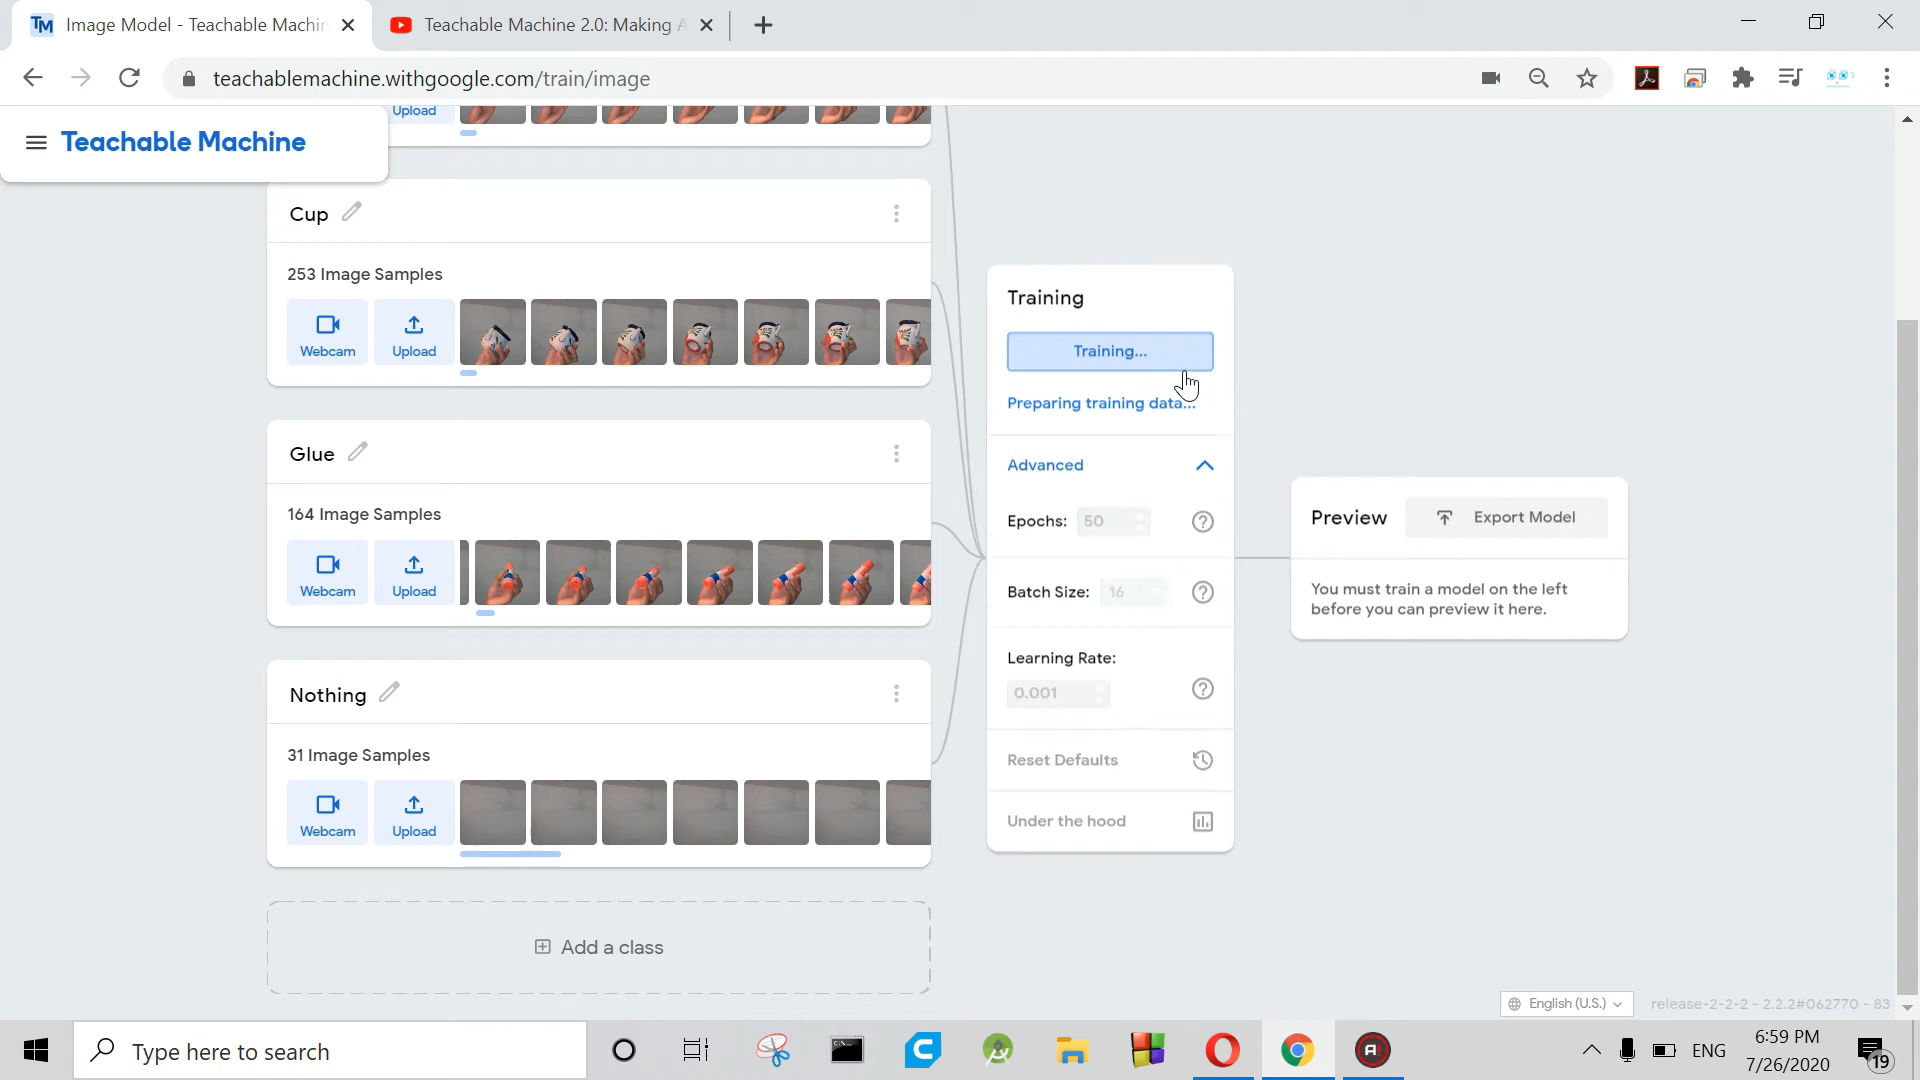 Image Model - Teachable Machin
Teachable Machine 2.0: Making A
teachablemachine.withgoogle.com/train/image
Teachable Machine
Upload
Cup
253 Image Samples
Webcam
Upload
Glue
164 Image Samples
Webcam
Upload
Nothing
31 Image Samples
Webcam
Upload
Add a class
Training
Training...
Preparing training data...
Advanced
Epochs: 50
Batch Size: 16
Learning Rate:
0.001
Reset Defaults
Under the hood
Preview
Export Model
You must train a model on the left
before you can preview it here.
English (U.S.)
release-2-2-2 - 2.2.2#062770 - 83
Type here to search
ENG
6:59 PM
7/26/2020
19